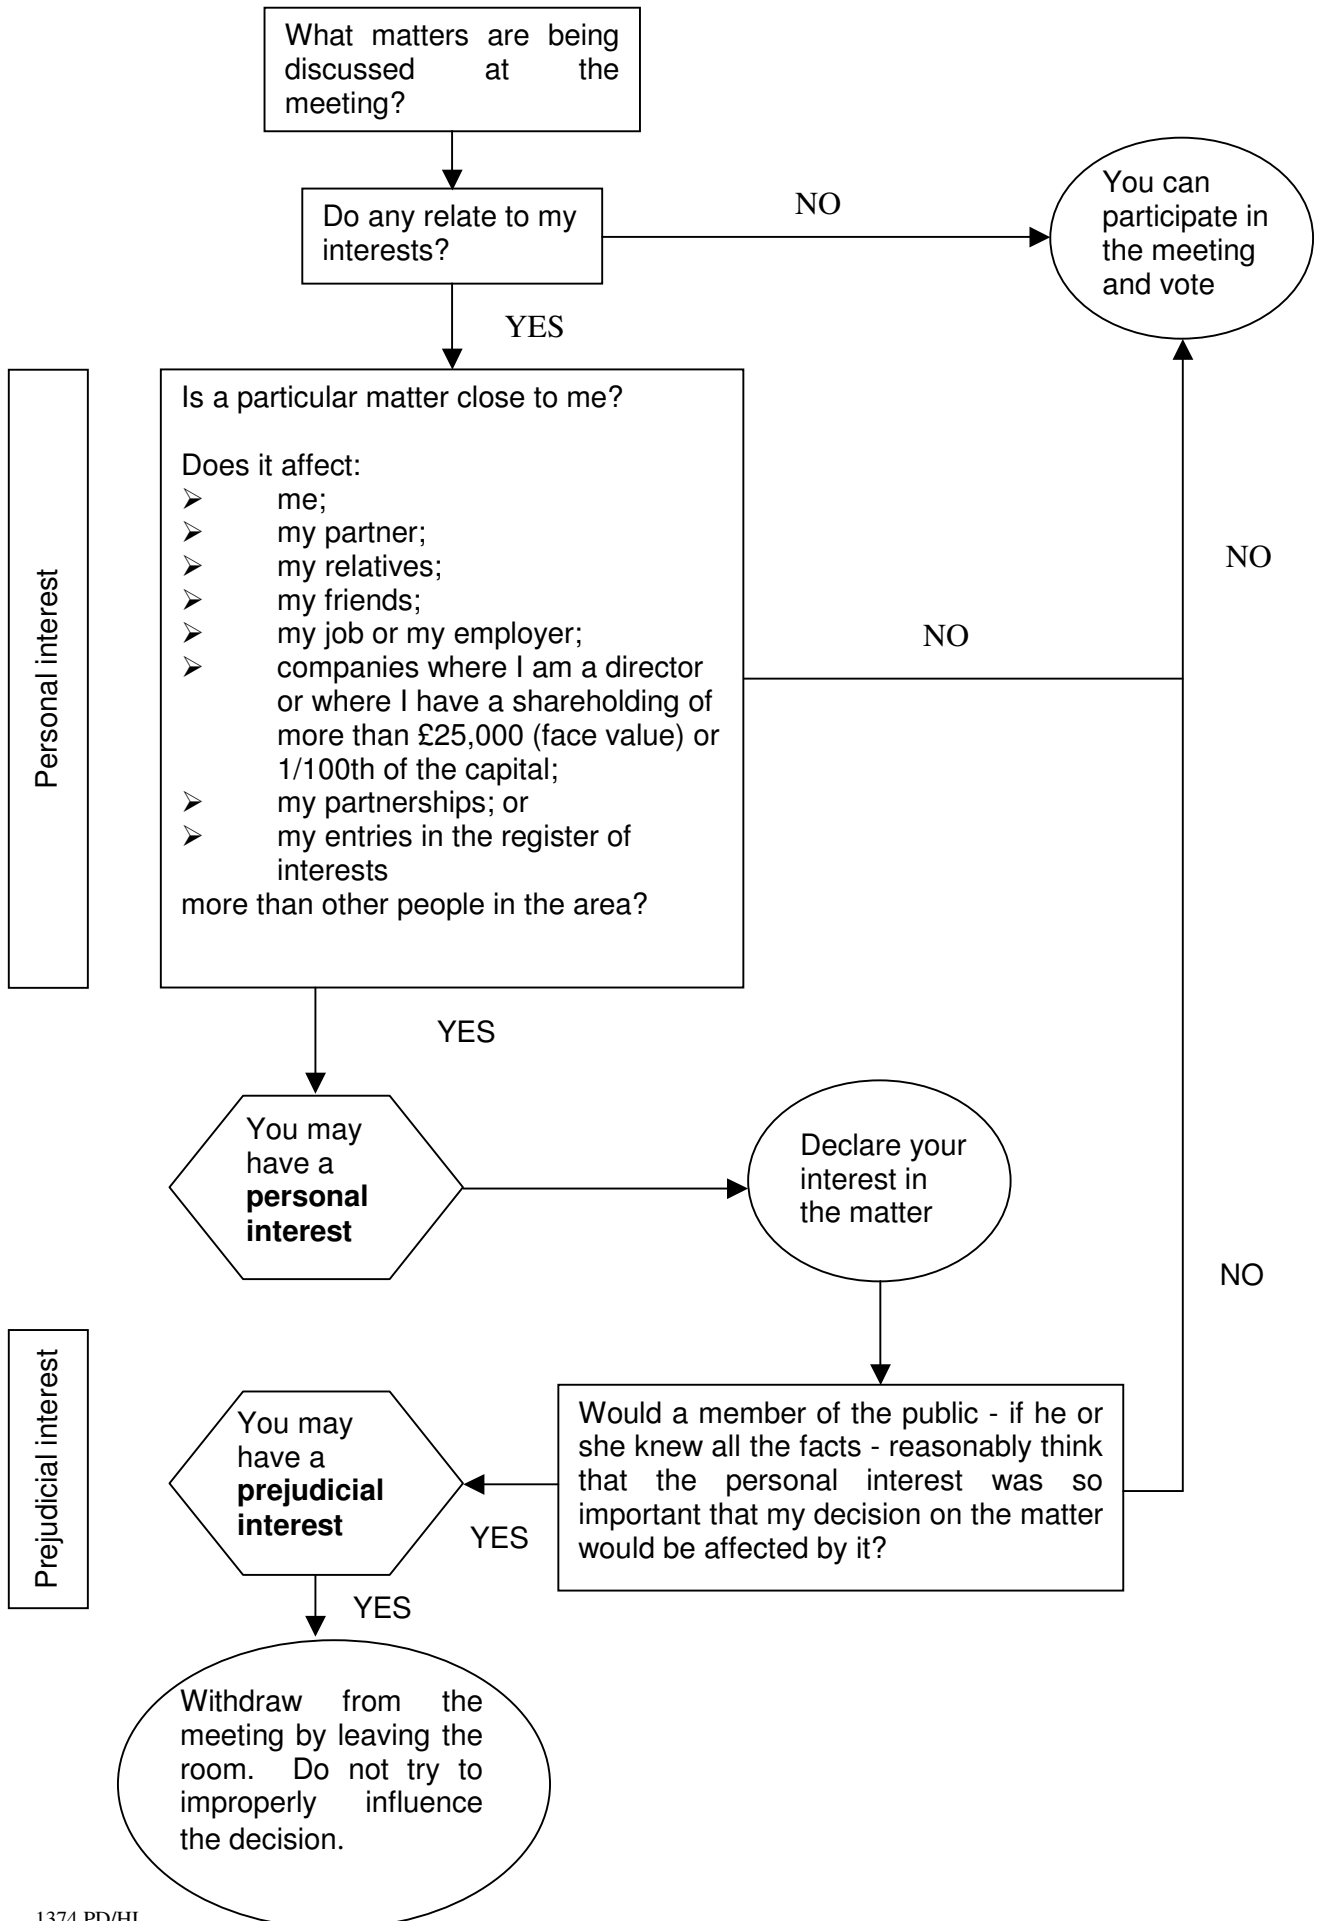 What matters are being
discussed at the
meeting?
Do any relate to my
interests?
NO
You can
participate in
the meeting
and vote
YES
Personal interest
Is a particular matter close to me?
Does it affect:
➢ me;
➢ my partner;
➢ my relatives;
➢ my friends;
➢ my job or my employer;
➢ companies where I am a director
or where I have a shareholding of
more than £25,000 (face value) or
1/100th of the capital;
➢ my partnerships; or
➢ my entries in the register of
interests
more than other people in the area?
NO
NO
YES
You may
have a
personal
interest
Declare your
interest in
the matter
NO
Prejudicial interest
You may
have a
prejudicial
interest
YES
Would a member of the public - if he or
she knew all the facts - reasonably think
that the personal interest was so
important that my decision on the matter
would be affected by it?
YES
Withdraw from the
meeting by leaving the
room. Do not try to
improperly influence
the decision.
1374 PD/HL